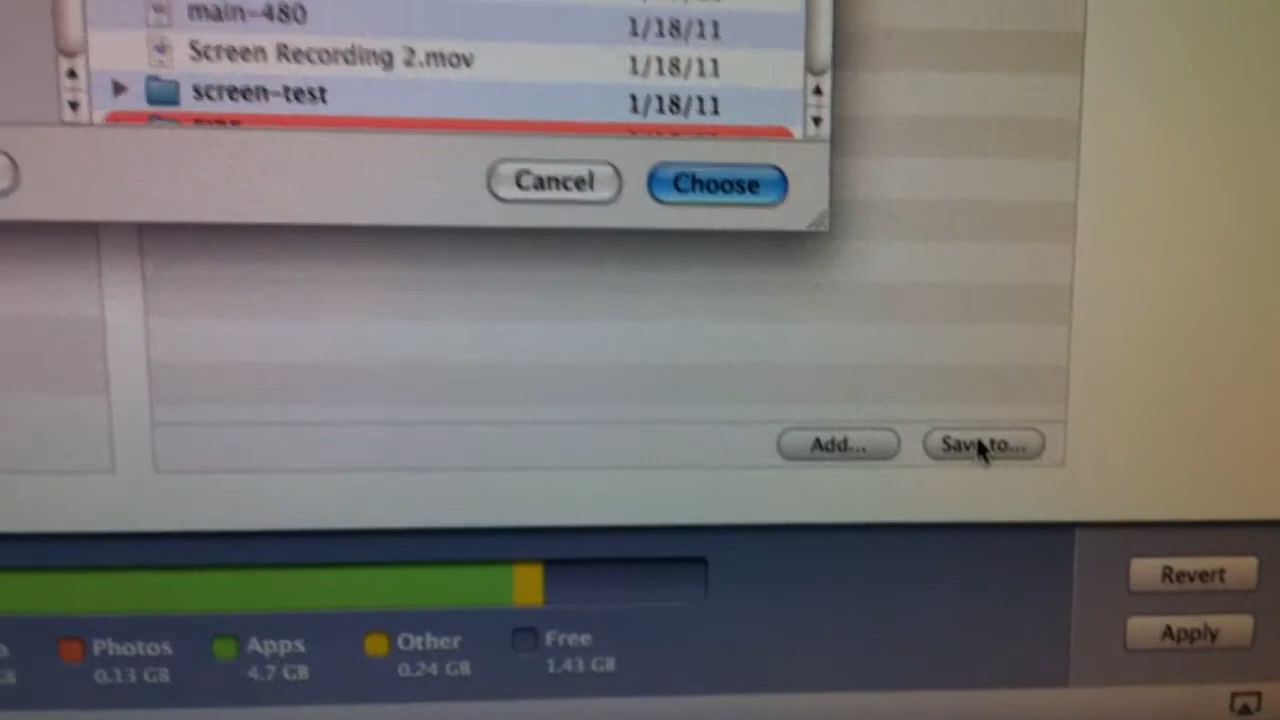 main-480
1/18/11
Screen Recording 2.mov
1/18/11
screen-test
1/18/11
Cancel
Choose
Add...
Save to...
Revert
Apply
Photos
0.13 GB
Apps
4.7 GB
Other
0.24 GB
Free
1.43 GB